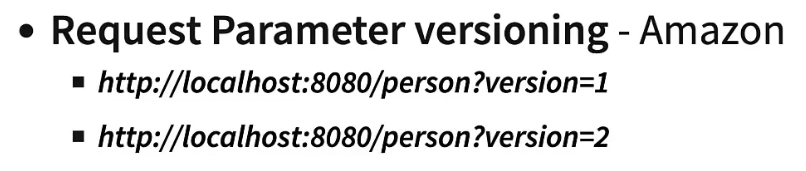 • Request Parameter versioning - Amazon
▪ http://localhost:8080/person?version=1
▪ http://localhost:8080/person?version=2